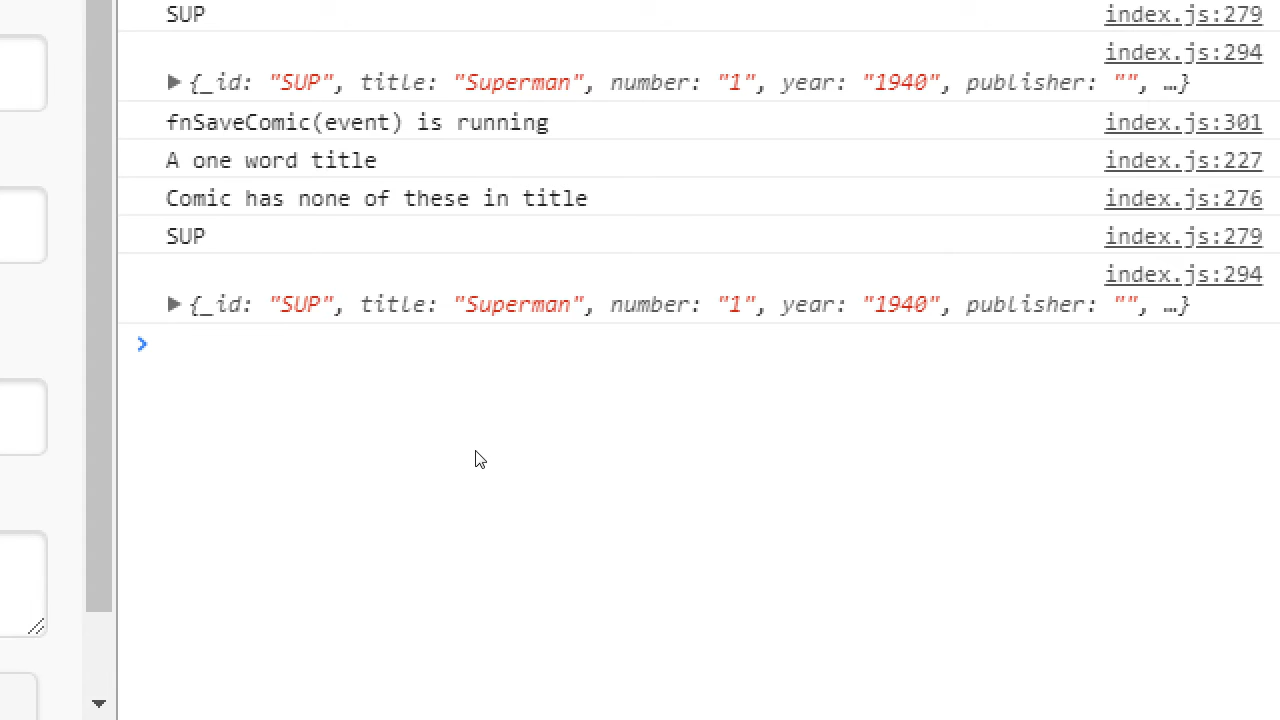 SUP index.js:279
index.js:294
▶{_id: "SUP", title: "Superman", number: "1", year: "1940", publisher: "", …}
fnSaveComic(event) is running index.js:301
A one word title index.js:227
Comic has none of these in title index.js:276
SUP index.js:279
index.js:294
▶{_id: "SUP", title: "Superman", number: "1", year: "1940", publisher: "", …}